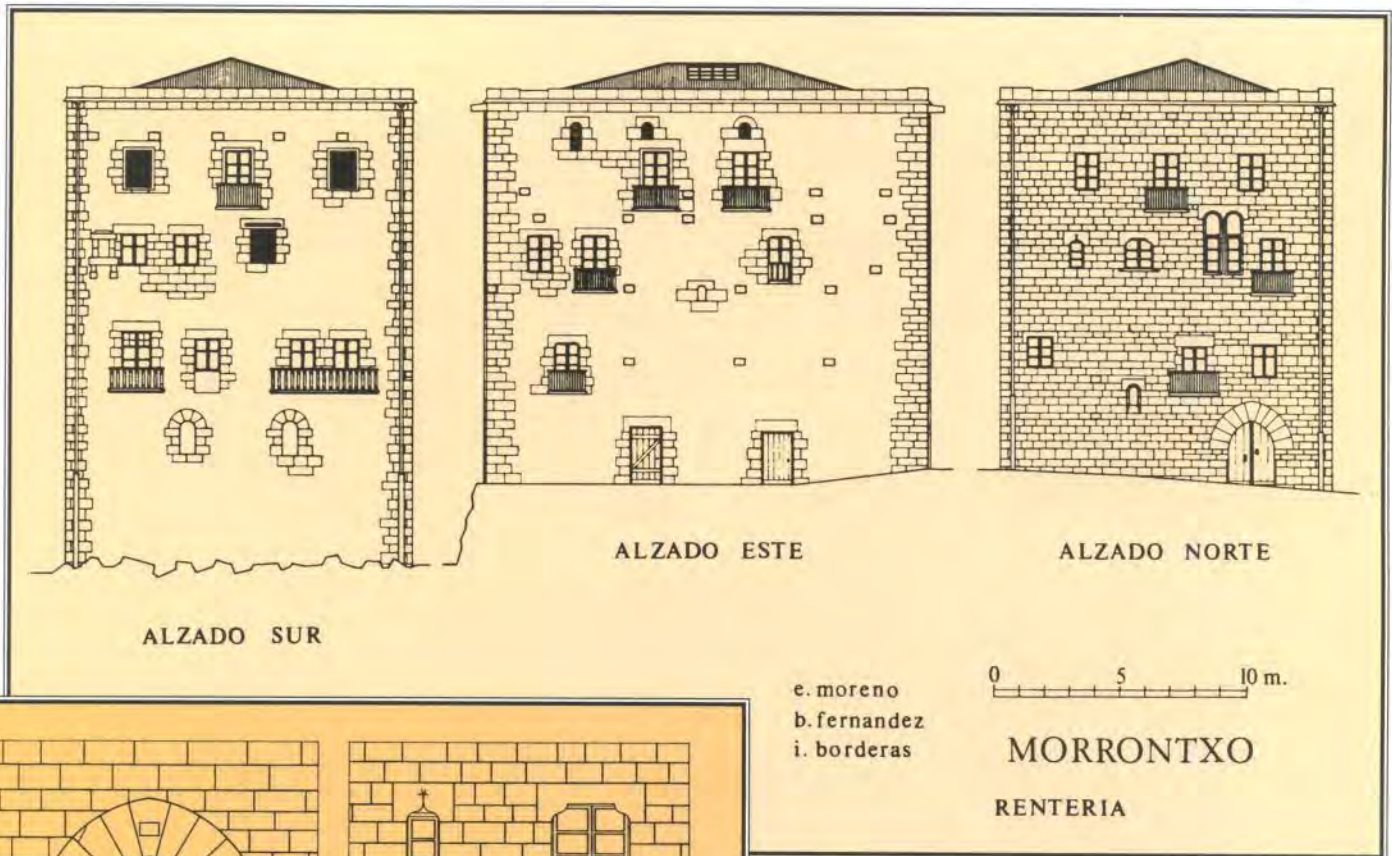 ALZADO SUR
ALZADO ESTE
ALZADO NORTE
e. moreno
b. fernandez
i. borderas
0 5 10 m.
MORRONTXO
RENTERIA